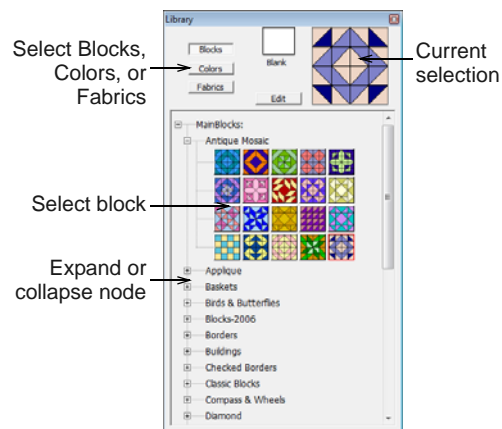 Library
Select Blocks,
Colors, or
Fabrics
Blocks
Colors
Fabrics
Blank
Edit
Current
selection
MainBlocks:
Antique Mosaic
Select block
Expand or
collapse node
Applique
Baskets
Birds & Butterflies
Blocks-2006
Borders
Buildings
Checked Borders
Classic Blocks
Compass & Wheels
Diamond